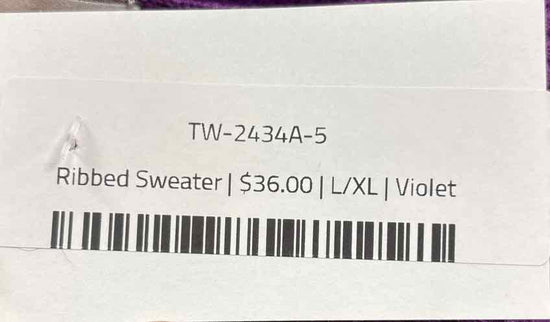 TW-2434A-5
Ribbed Sweater | $36.00 | L/XL | Violet